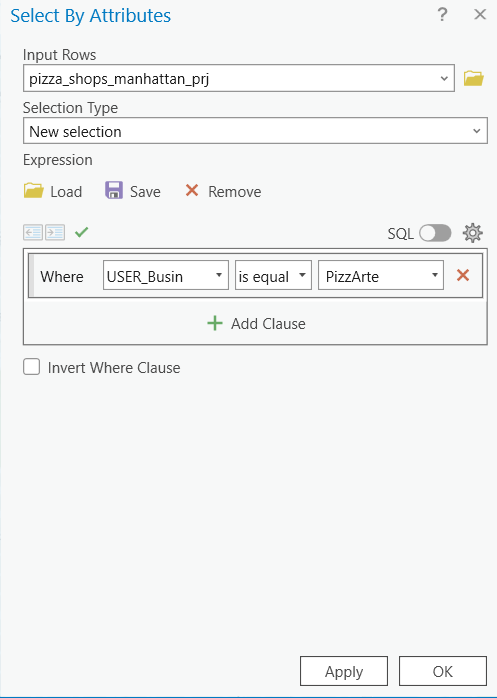 Select By Attributes ? ×
Input Rows
pizza_shops_manhattan_prj
Selection Type
New selection
Expression
Load Save Remove
SQL
Where USER_Busin is equal PizzArte
Add Clause
Invert Where Clause
Apply OK